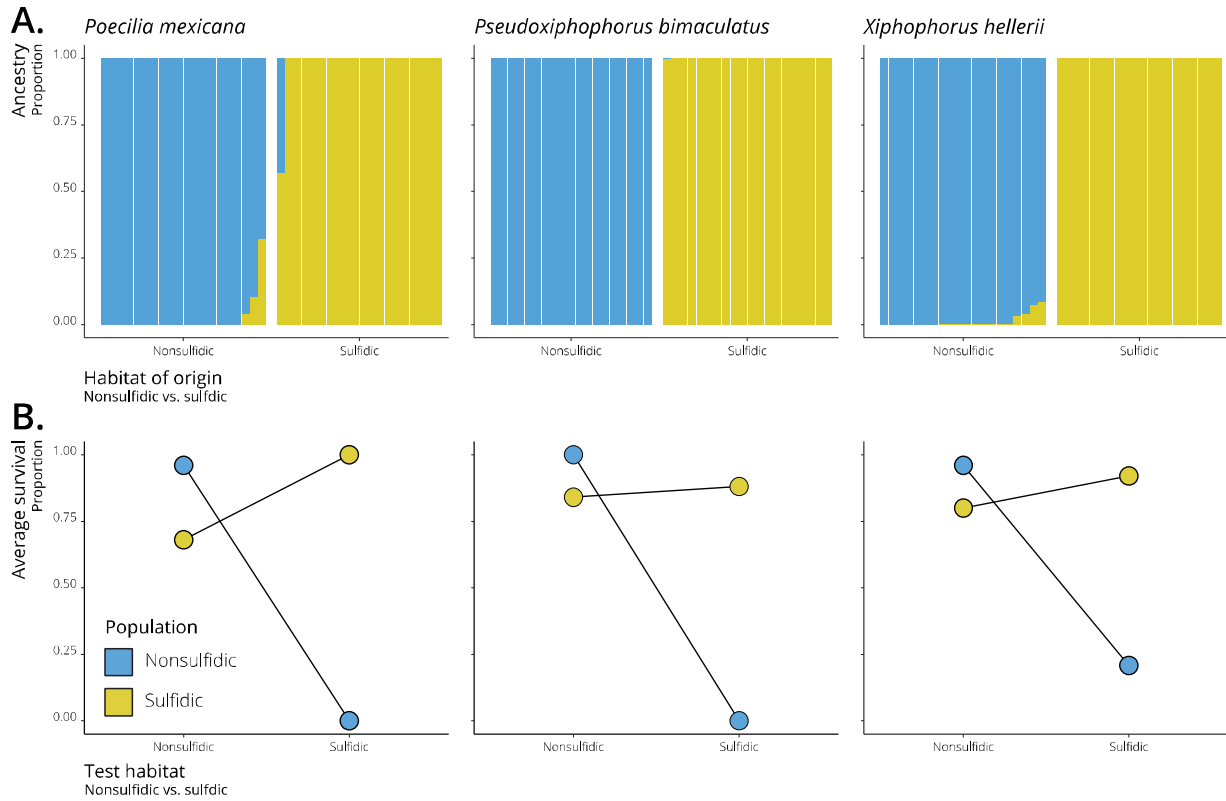 A.
Poecilia mexicana
Pseudoxiphophorus bimaculatus
Xiphophorus hellerii
Ancestry
Proportion
1.00
0.75
0.50
0.25
0.00
Nonsulfidic
Sulfidic
Nonsulfidic
Sulfidic
Nonsulfidic
Sulfidic
Habitat of origin
Nonsulfidic vs. sulfdic
B.
Average survival
Proportion
1.00
0.75
0.50
0.25
0.00
Population
Nonsulfidic
Sulfidic
Nonsulfidic
Sulfidic
Nonsulfidic
Sulfidic
Nonsulfidic
Sulfidic
Test habitat
Nonsulfidic vs. sulfdic